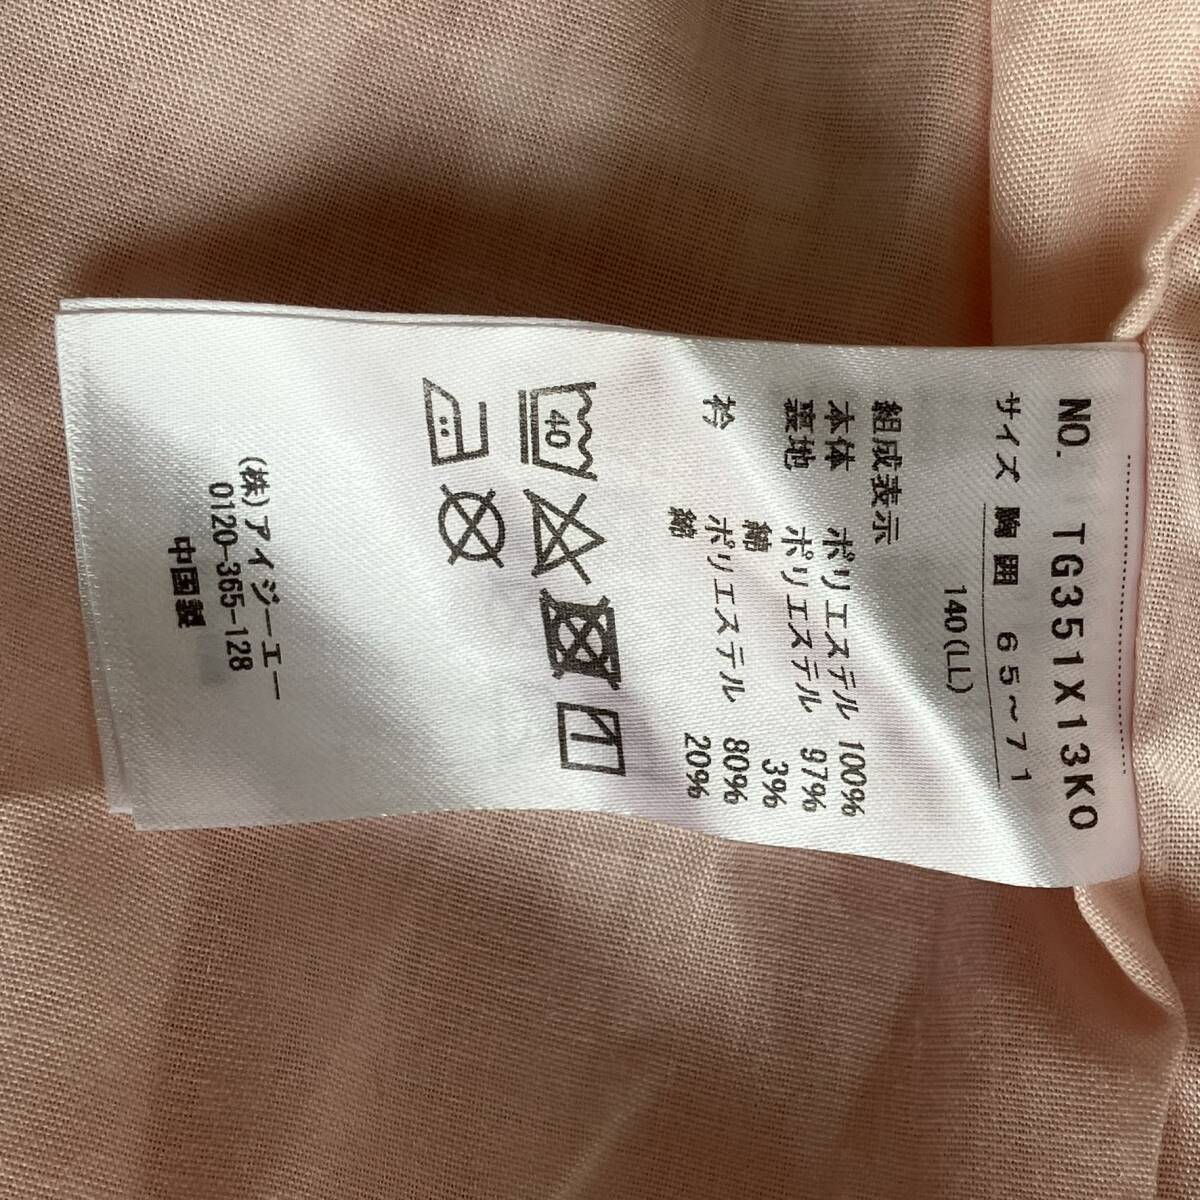 NO. TG351X13KO
サイズ 胸囲 65~71
140(LL)
組成表示
本体 ポリエステル 100%
裏地 ポリエステル 97%
綿 3%
衿 ポリエステル 80%
綿 20%
40
1
(株)アイジーエー
0120-365-128
中国製